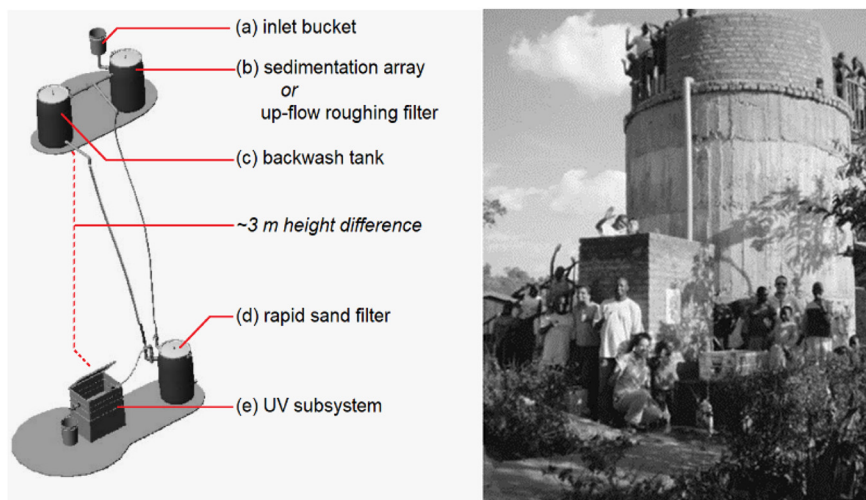 (a) inlet bucket
(b) sedimentation array
or
up-flow roughing filter
(c) backwash tank
~3 m height difference
(d) rapid sand filter
(e) UV subsystem